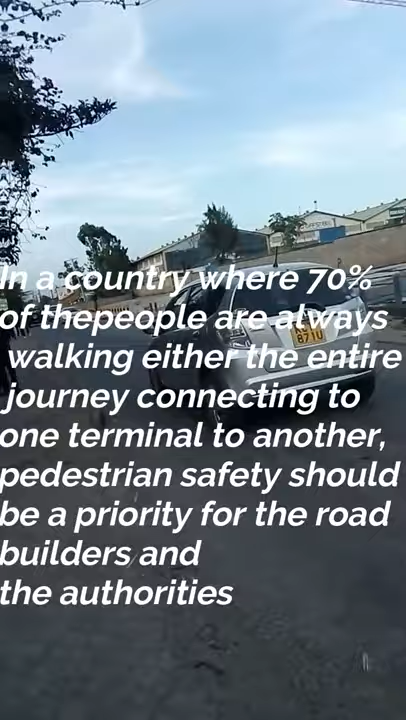 In a country where 70%
of thepeople are always
walking either the entire
journey connecting to
one terminal to another,
pedestrian safety should
be a priority for the road
builders and
the authorities
871U